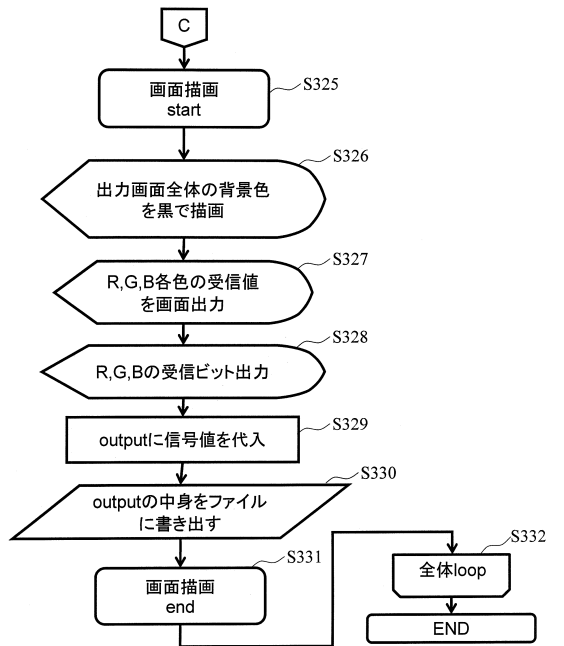 C
画面描画
start
S325
出力画面全体の背景色
を黒で描画
S326
R,G,B各色の受信値
を画面出力
S327
R,G,Bの受信ビット出力
S328
outputに信号値を代入
S329
outputの中身をファイル
に書き出す
S330
画面描画
end
S331
全体loop
S332
END